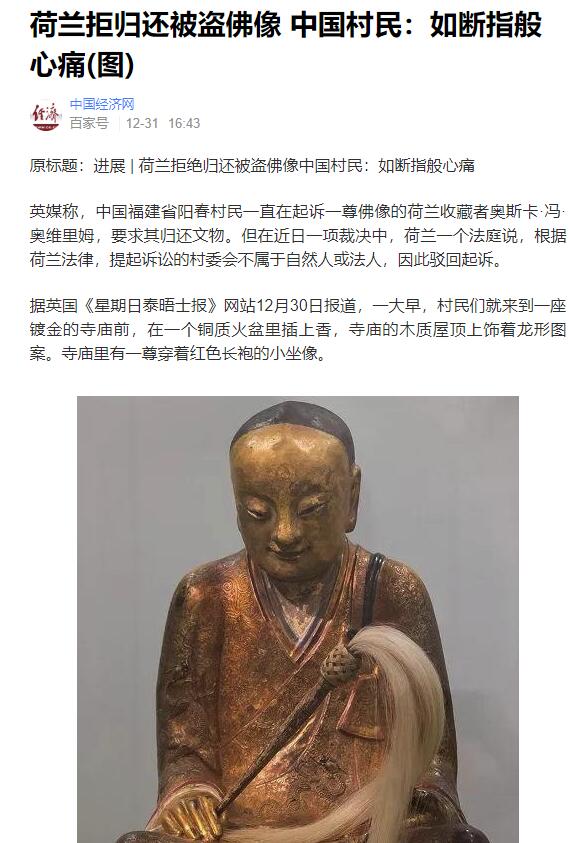 荷兰拒归还被盗佛像 中国村民：如断指般
心痛(图)
中国经济网
百家号 12-31 16:43
原标题：进展 | 荷兰拒绝归还被盗佛像中国村民：如断指般心痛
英媒称，中国福建省阳春村民一直在起诉一尊佛像的荷兰收藏者奥斯卡·冯·
奥维里姆，要求其归还文物。但在近日一项裁决中，荷兰一个法庭说，根据
荷兰法律，提起诉讼的村委会不属于自然人或法人，因此驳回起诉。
据英国《星期日泰晤士报》网站12月30日报道，一大早，村民们就来到一座
镀金的寺庙前，在一个铜质火盆里插上香，寺庙的木质屋顶上饰着龙形图
案。寺庙里有一尊穿着红色长袍的小坐像。